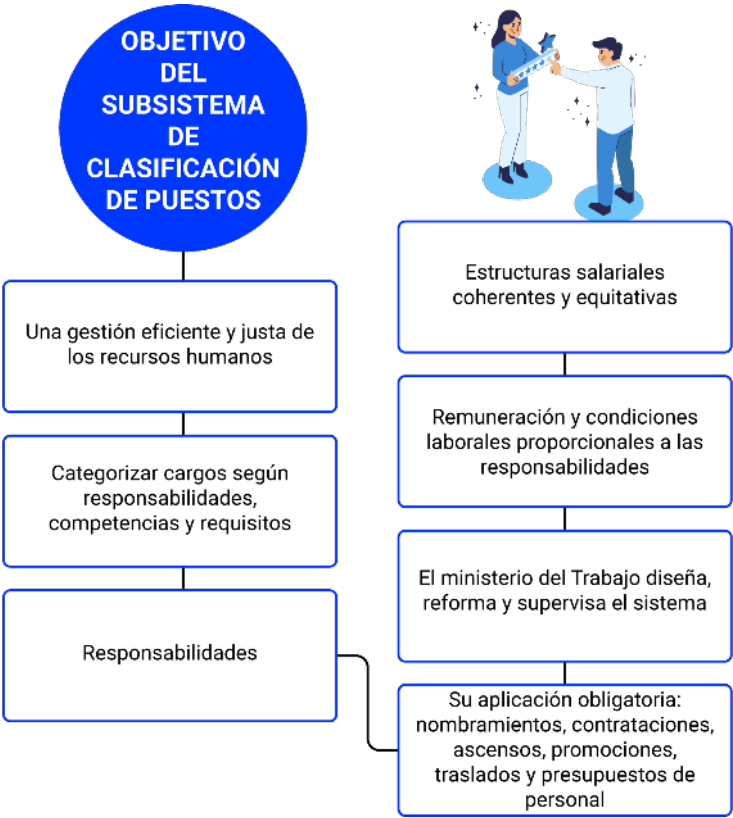 OBJETIVO
DEL
SUBSISTEMA
DE
CLASIFICACIÓN
DE PUESTOS
Una gestión eficiente y justa de
los recursos humanos
Categorizar cargos según
responsabilidades,
competencias y requisitos
Responsabilidades
Estructuras salariales
coherentes y equitativas
Remuneración y condiciones
laborales proporcionales a las
responsabilidades
El ministerio del Trabajo diseña,
reforma y supervisa el sistema
Su aplicación obligatoria:
nombramientos, contrataciones,
ascensos, promociones,
traslados y presupuestos de
personal